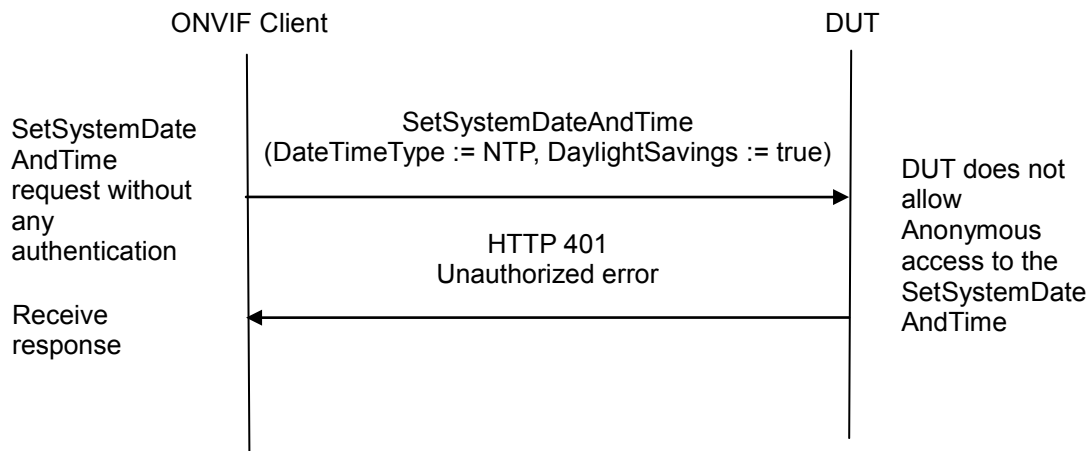 ONVIF Client
DUT
SetSystemDate
AndTime
request without
any
authentication
SetSystemDateAndTime
(DateTimeType := NTP, DaylightSavings := true)
DUT does not
allow
Anonymous
access to the
SetSystemDate
AndTime
HTTP 401
Unauthorized error
Receive
response